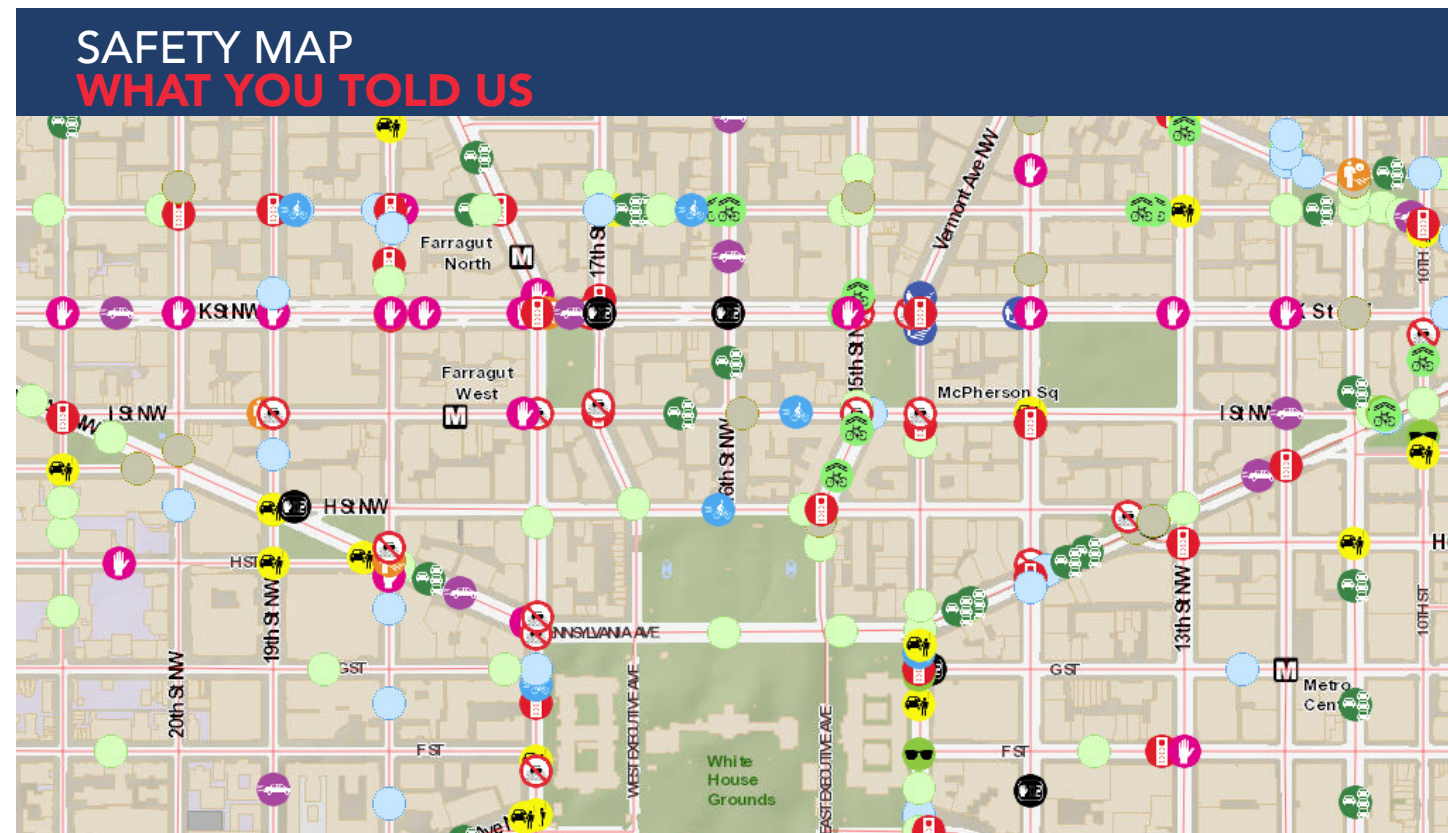 SAFETY MAP
WHAT YOU TOLD US
Vermont Ave NW
Farragut
North
M
17th St
10TH
K St NW
K St
Farragut
West
M
15th St N
McPherson Sq
I St NW
I St NW
16th St NW
H St NW
H ST
H
19th St NW
PENNSYLVANIA AVE
13th St NW
10TH ST
20th St NW
G ST
G ST
M
Metro
Cent
WEST EXECUTIVE AVE
EAST EXECUTIVE AVE
F ST
F ST
White
House
Grounds
Ave